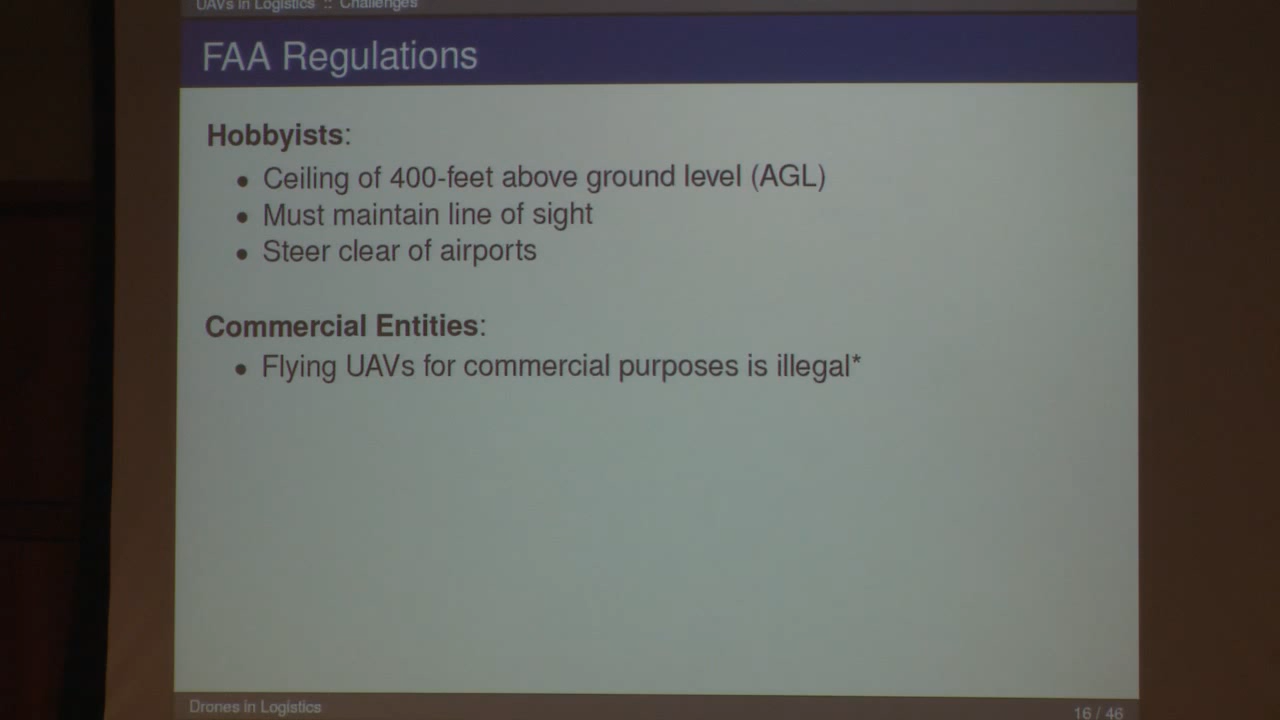 UAVs in Logistics :: Challenges
FAA Regulations
Hobbyists:
• Ceiling of 400-feet above ground level (AGL)
• Must maintain line of sight
• Steer clear of airports
Commercial Entities:
• Flying UAVs for commercial purposes is illegal*
Drones in Logistics
16 / 46